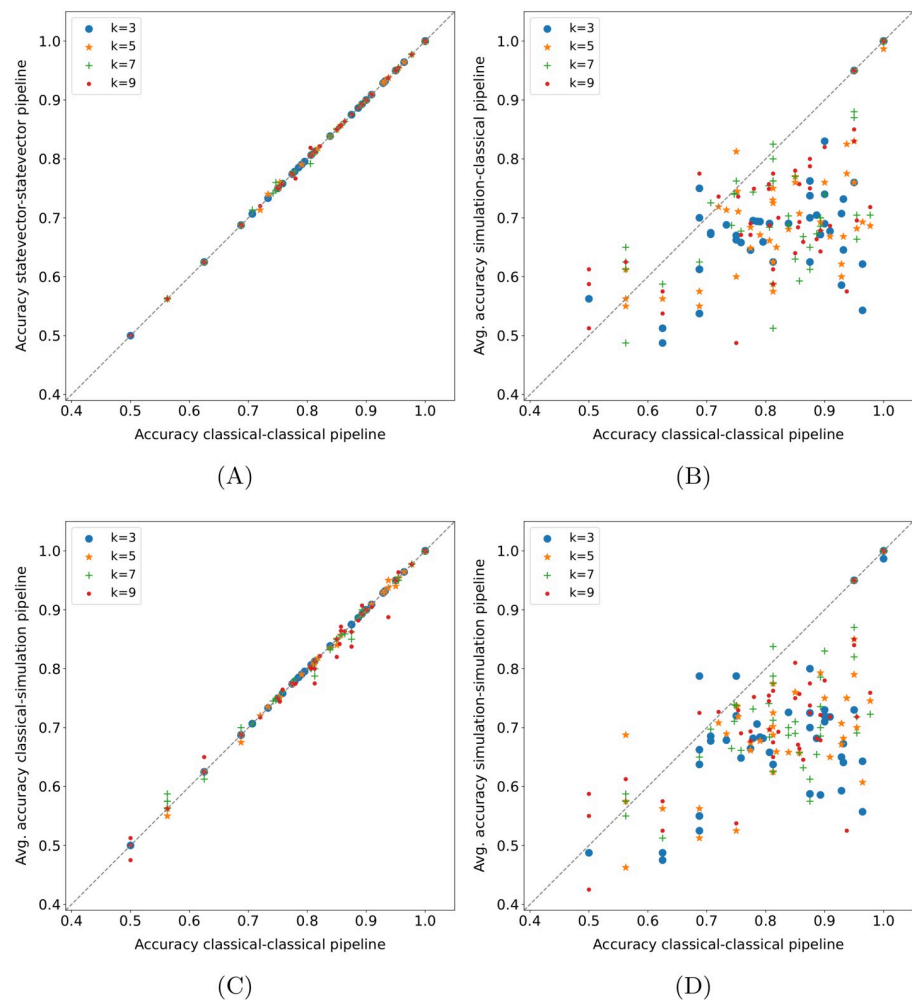 Accuracy statevector-statevector pipeline
1.0
0.9
0.8
0.7
0.6
0.5
0.4
k=3
k=5
k=7
k=9
0.4 0.5 0.6 0.7 0.8 0.9 1.0
Accuracy classical-classical pipeline
(A)
Avg. accuracy simulation-classical pipeline
1.0
0.9
0.8
0.7
0.6
0.5
0.4
k=3
k=5
k=7
k=9
0.4 0.5 0.6 0.7 0.8 0.9 1.0
Accuracy classical-classical pipeline
(B)
Avg. accuracy classical-simulation pipeline
1.0
0.9
0.8
0.7
0.6
0.5
0.4
k=3
k=5
k=7
k=9
0.4 0.5 0.6 0.7 0.8 0.9 1.0
Accuracy classical-classical pipeline
(C)
Avg. accuracy simulation-simulation pipeline
1.0
0.9
0.8
0.7
0.6
0.5
0.4
k=3
k=5
k=7
k=9
0.4 0.5 0.6 0.7 0.8 0.9 1.0
Accuracy classical-classical pipeline
(D)